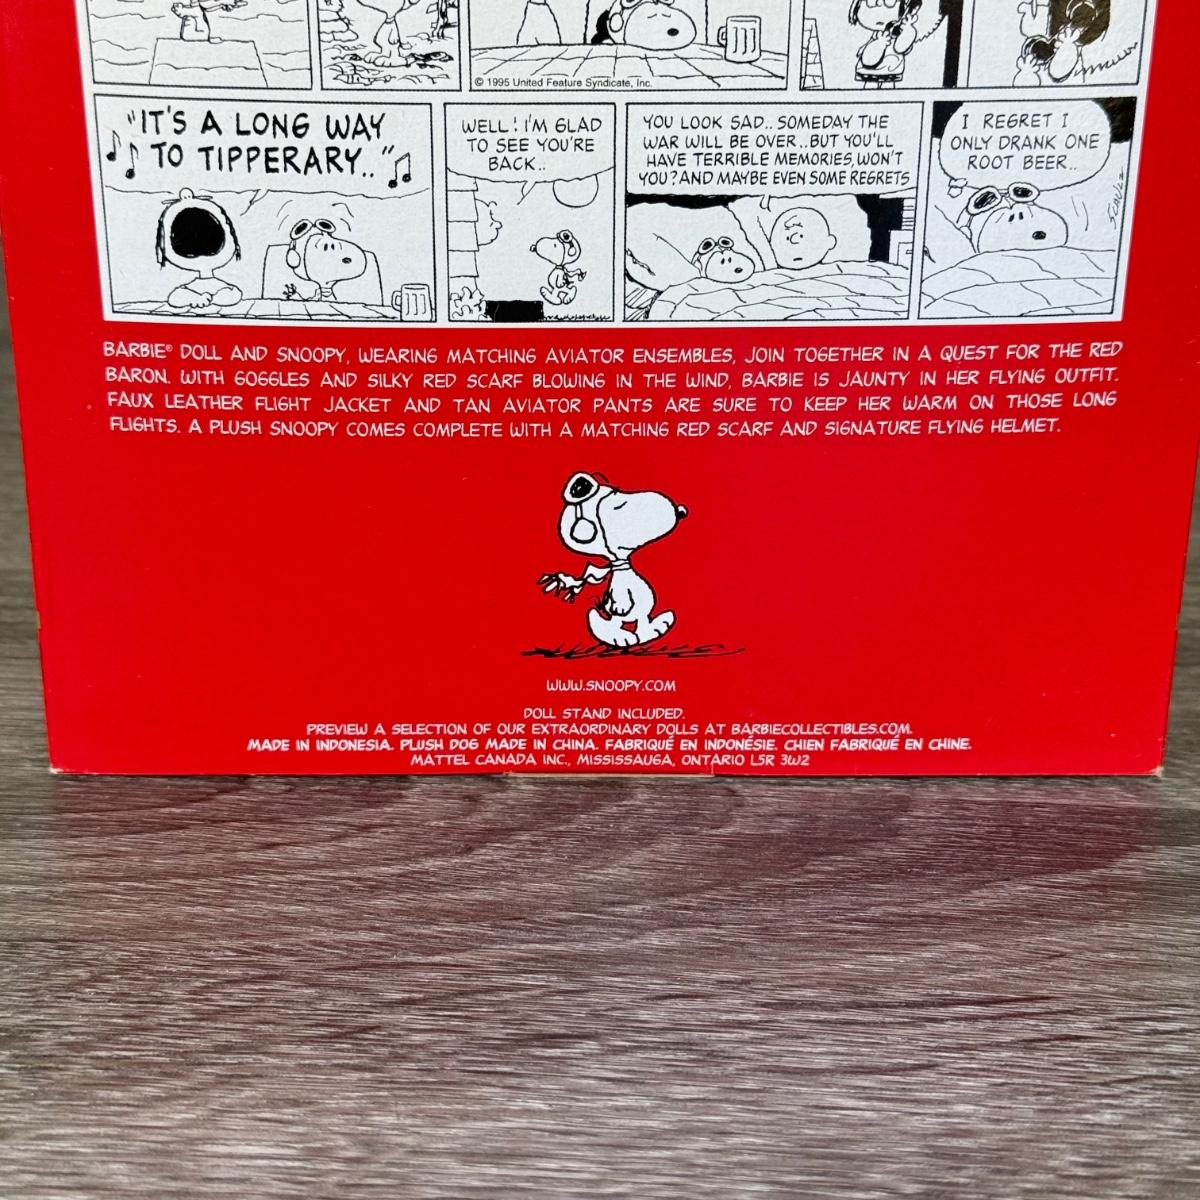 © 1995 United Feature Syndicate, Inc.
"IT'S A LONG WAY
TO TIPPERARY.."
WELL! I'M GLAD
TO SEE YOU'RE
BACK..
YOU LOOK SAD.. SOMEDAY THE
WAR WILL BE OVER.. BUT YOU'LL
HAVE TERRIBLE MEMORIES, WON'T
YOU? AND MAYBE EVEN SOME REGRETS
I REGRET I
ONLY DRANK ONE
ROOT BEER..
SCHULZ
BARBIE® DOLL AND SNOOPY, WEARING MATCHING AVIATOR ENSEMBLES, JOIN TOGETHER IN A QUEST FOR THE RED
BARON. WITH GOGGLES AND SILKY RED SCARF BLOWING IN THE WIND, BARBIE IS JAUNTY IN HER FLYING OUTFIT.
FAUX LEATHER FLIGHT JACKET AND TAN AVIATOR PANTS ARE SURE TO KEEP HER WARM ON THOSE LONG
FLIGHTS. A PLUSH SNOOPY COMES COMPLETE WITH A MATCHING RED SCARF AND SIGNATURE FLYING HELMET.
WWW.SNOOPY.COM
DOLL STAND INCLUDED.
PREVIEW A SELECTION OF OUR EXTRAORDINARY DOLLS AT BARBIECOLLECTIBLES.COM.
MADE IN INDONESIA. PLUSH DOG MADE IN CHINA. FABRIQUÉ EN INDONÉSIE. CHIEN FABRIQUÉ EN CHINE.
MATTEL CANADA INC., MISSISSAUGA, ONTARIO L5R 3W2